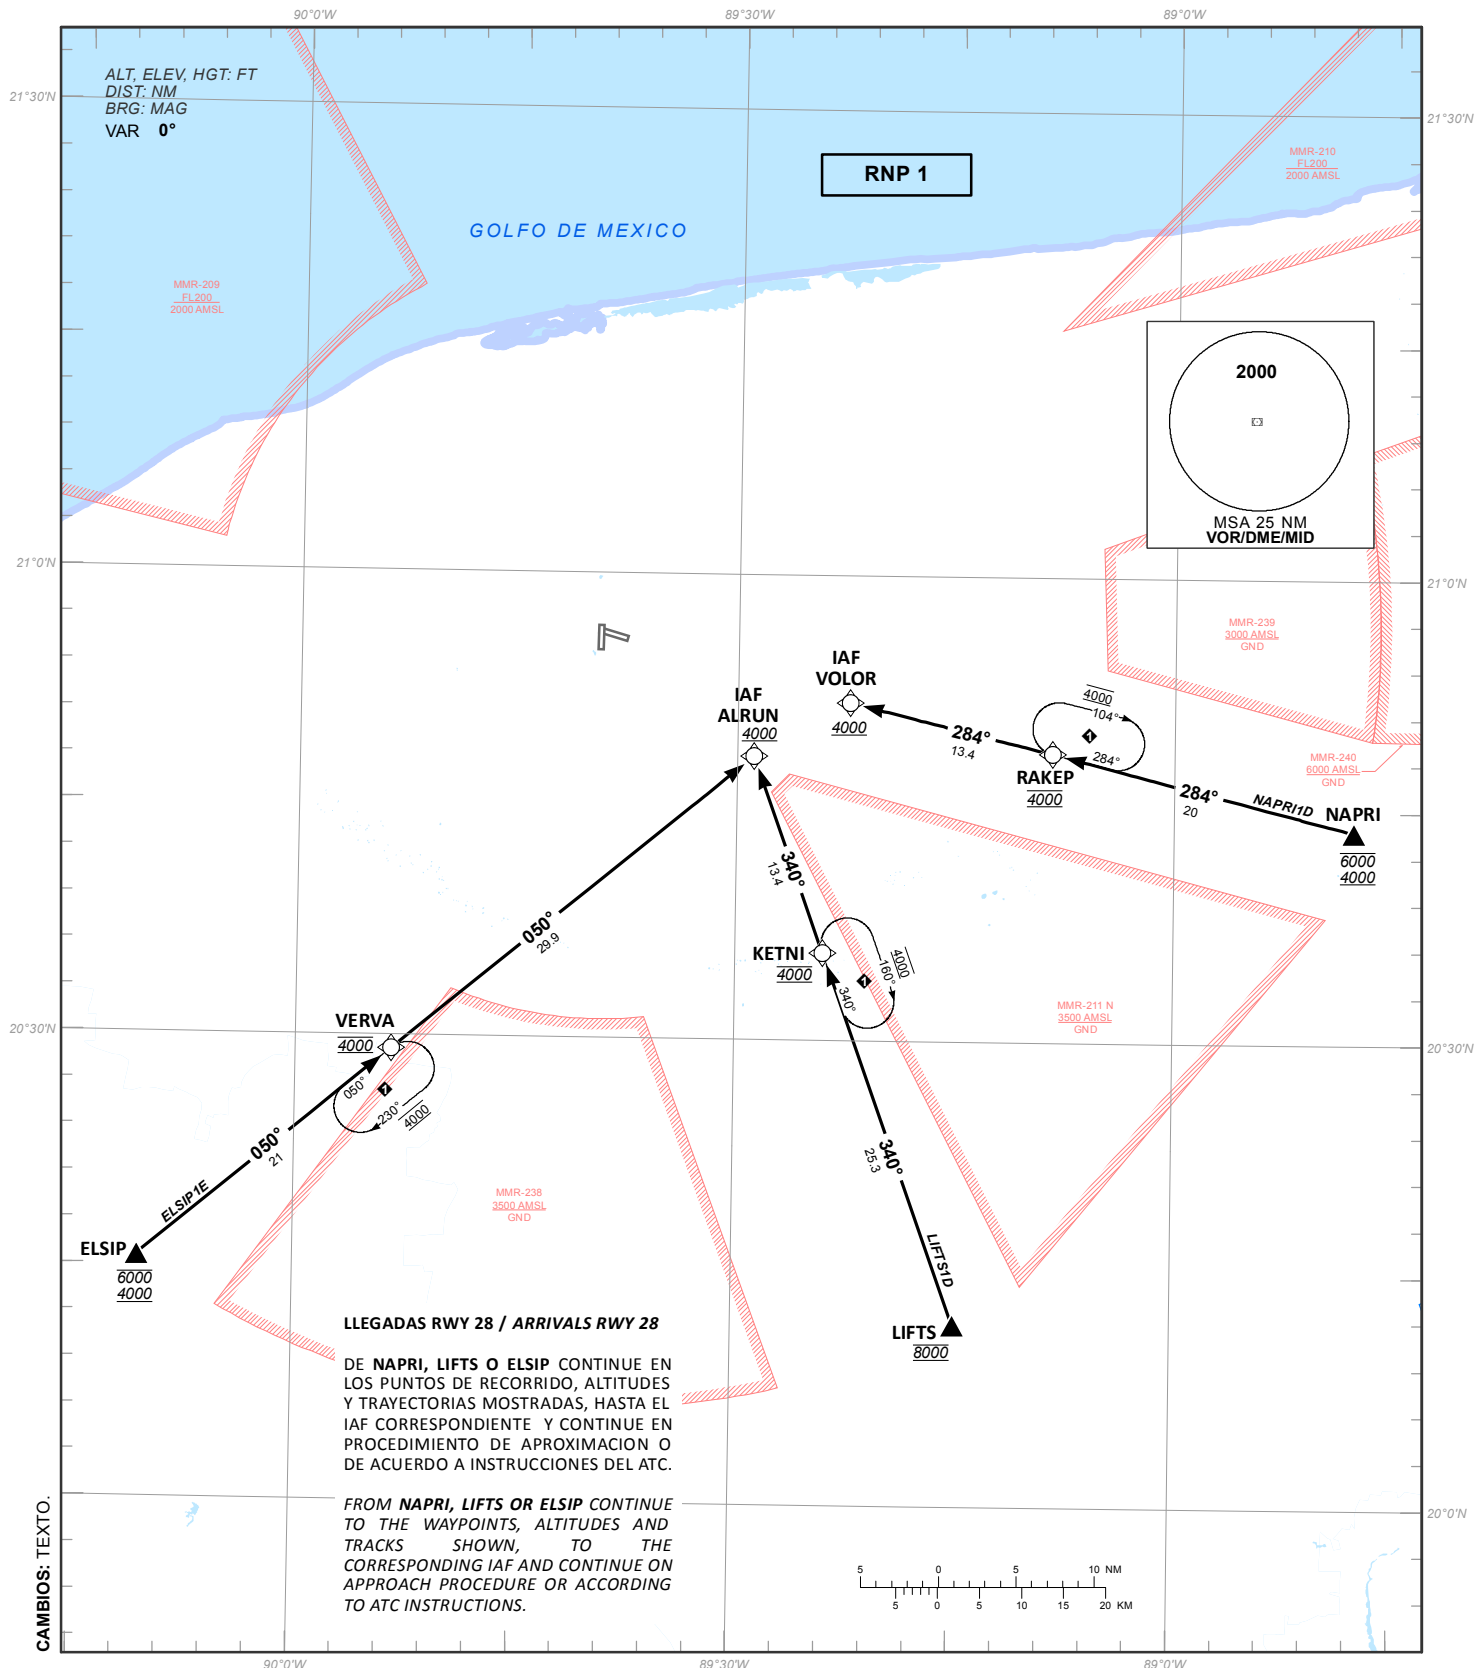 90°0'W
89°30'W
89°0'W
ALT, ELEV, HGT: FT
DIST: NM
BRG: MAG
VAR 0°
21°30'N
21°30'N
RNP 1
MMR-210
FL200
2000 AMSL
GOLFO DE MEXICO
MMR-209
FL200
2000 AMSL
2000
MSA 25 NM
VOR/DME/MID
21°0'N
21°0'N
MMR-239
3000 AMSL
GND
IAF
VOLOR
4000
IAF
ALRUN
4000
4000
104°
1
284°
284°
13.4
RAKEP
4000
MMR-240
6000 AMSL
GND
284°
20
NAPRI1D
NAPRI
6000
4000
340°
13.4
050°
29.9
KETNI
4000
4000
160°
1
340°
MMR-211 N
3500 AMSL
GND
20°30'N
20°30'N
VERVA
4000
050°
1
230°
4000
050°
21
340°
25.3
ELSIP1E
MMR-238
3500 AMSL
GND
ELSIP
6000
4000
LIFTS1D
LIFTS
8000
LLEGADAS RWY 28 / ARRIVALS RWY 28
DE NAPRI, LIFTS O ELSIP CONTINUE EN
LOS PUNTOS DE RECORRIDO, ALTITUDES
Y TRAYECTORIAS MOSTRADAS, HASTA EL
IAF CORRESPONDIENTE Y CONTINUE EN
PROCEDIMIENTO DE APROXIMACION O
DE ACUERDO A INSTRUCCIONES DEL ATC.
FROM NAPRI, LIFTS OR ELSIP CONTINUE
TO THE WAYPOINTS, ALTITUDES AND
TRACKS SHOWN, TO THE
CORRESPONDING IAF AND CONTINUE ON
APPROACH PROCEDURE OR ACCORDING
TO ATC INSTRUCTIONS.
20°0'N
CAMBIOS: TEXTO.
5 0 5 10 NM
5 0 5 10 15 20 KM
90°0'W
89°30'W
89°0'W